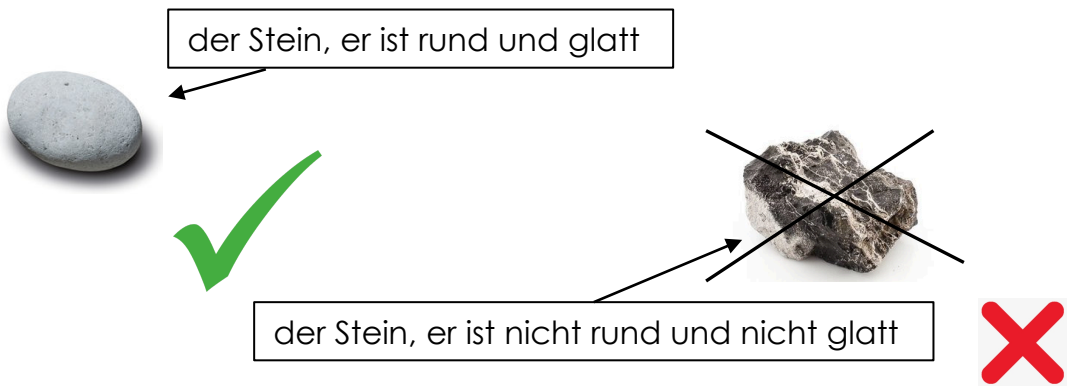 der Stein, er ist rund und glatt
der Stein, er ist nicht rund und nicht glatt